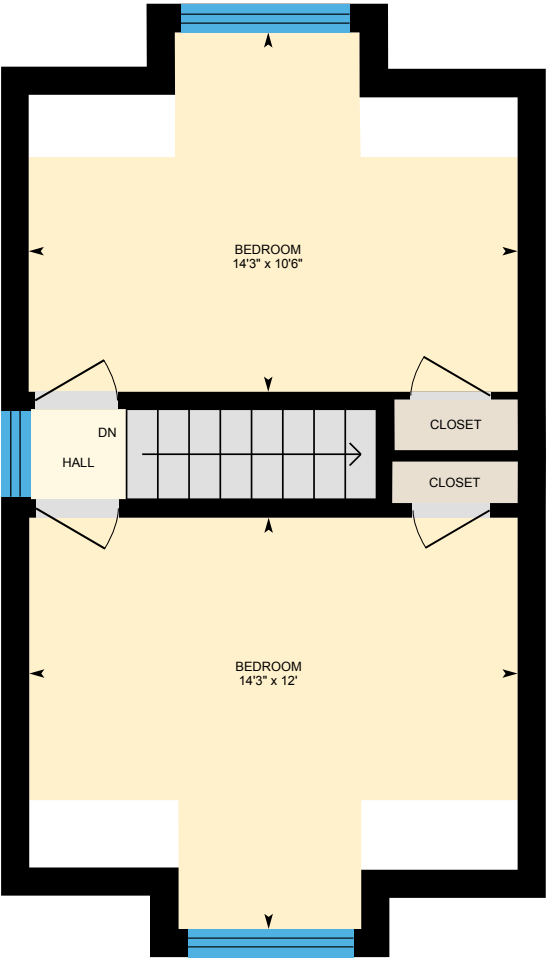 BEDROOM
14'3" x 10'6"
DN
HALL
CLOSET
CLOSET
BEDROOM
14'3" x 12'